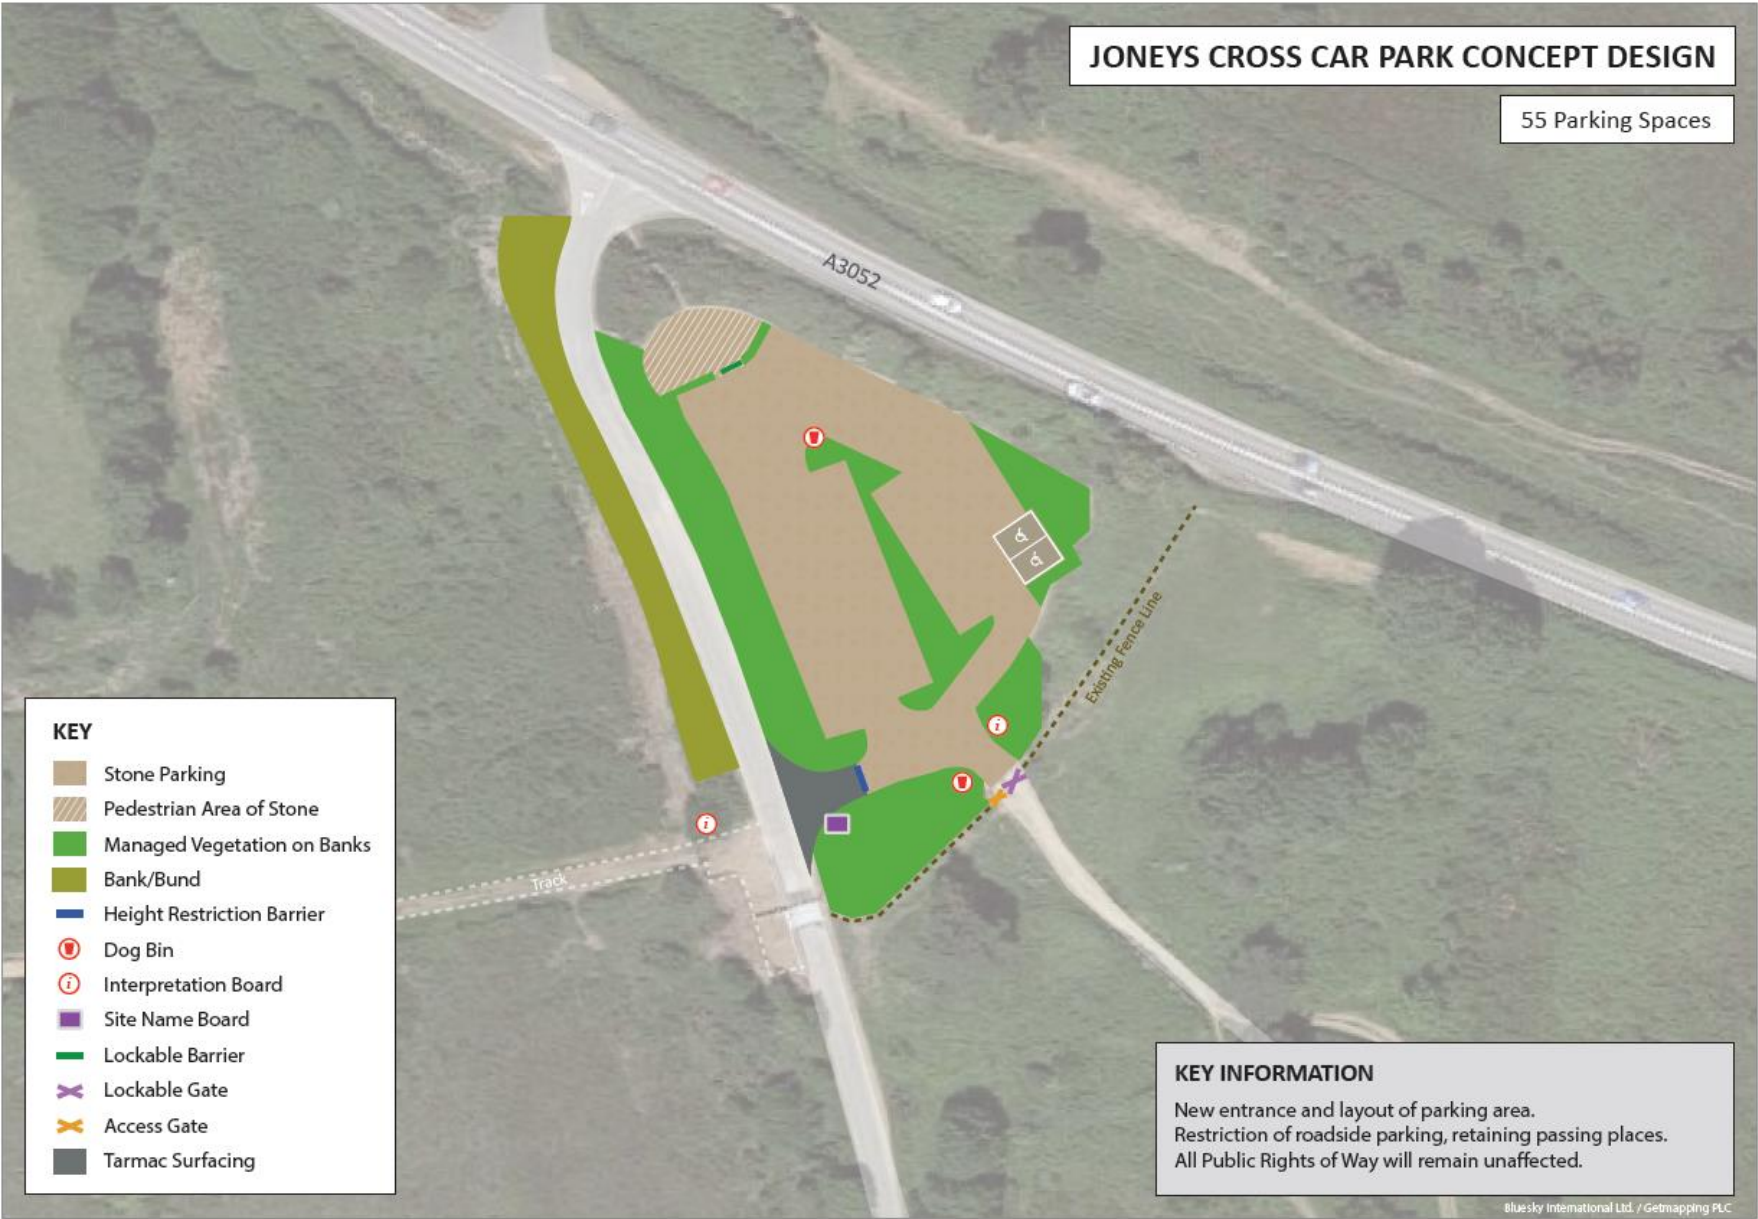 JONEYS CROSS CAR PARK CONCEPT DESIGN
55 Parking Spaces
A3052
Existing Fence Line
Track
KEY
Stone Parking
Pedestrian Area of Stone
Managed Vegetation on Banks
Bank/Bund
Height Restriction Barrier
Dog Bin
Interpretation Board
Site Name Board
Lockable Barrier
Lockable Gate
Access Gate
Tarmac Surfacing
KEY INFORMATION
New entrance and layout of parking area.
Restriction of roadside parking, retaining passing places.
All Public Rights of Way will remain unaffected.
Bluesky International Ltd. / Getmapping PLC